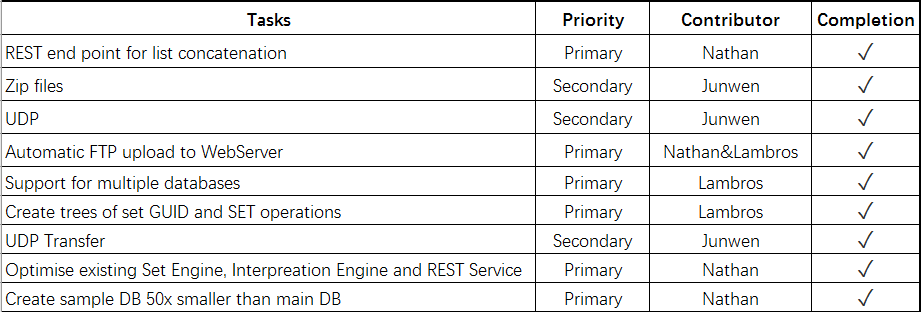 Tasks Priority Contributor Completion
REST end point for list concatenation Primary Nathan ✓
Zip files Secondary Junwen ✓
UDP Secondary Junwen ✓
Automatic FTP upload to WebServer Primary Nathan&Lambros ✓
Support for multiple databases Primary Lambros ✓
Create trees of set GUID and SET operations Primary Lambros ✓
UDP Transfer Secondary Junwen ✓
Optimise existing Set Engine, Interpreation Engine and REST Service Primary Nathan ✓
Create sample DB 50x smaller than main DB Primary Nathan ✓